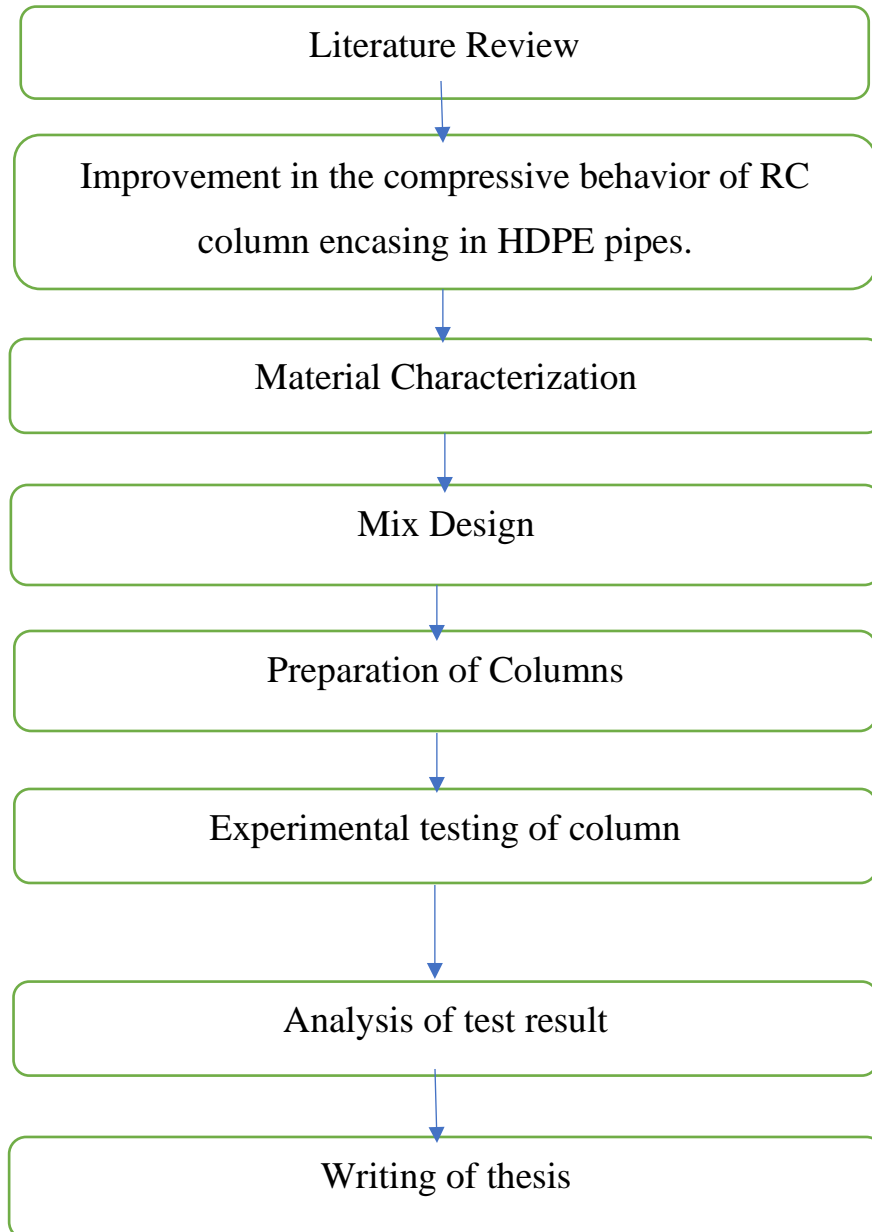 Literature Review
Improvement in the compressive behavior of RC
column encasing in HDPE pipes.
Material Characterization
Mix Design
Preparation of Columns
Experimental testing of column
Analysis of test result
Writing of thesis